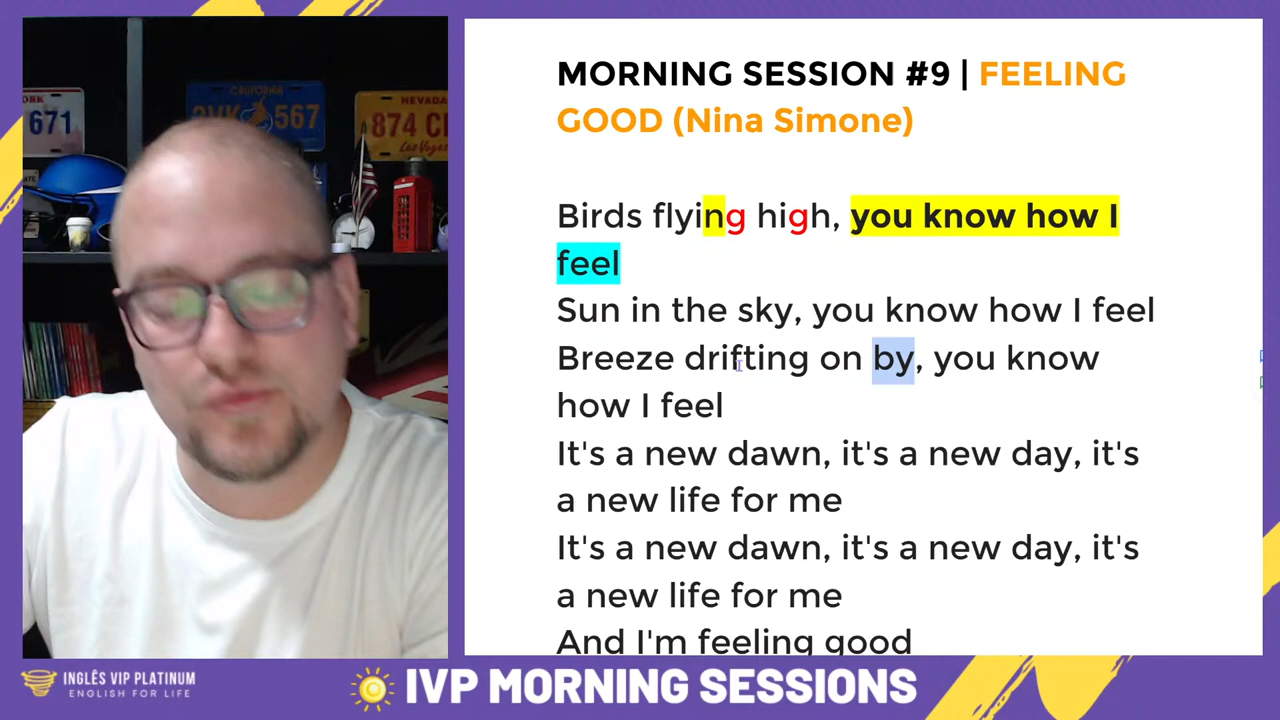 MORNING SESSION #9 | FEELING
GOOD (Nina Simone)
Birds flying high, you know how I
feel
Sun in the sky, you know how I feel
Breeze drifting on by, you know
how I feel
It's a new dawn, it's a new day, it's
a new life for me
It's a new dawn, it's a new day, it's
a new life for me
And I'm feeling good
671
CALIFORNIA
567
NEVADA
874
Las Vegas
INGLÊS VIP PLATINUM
ENGLISH FOR LIFE
IVP MORNING SESSIONS